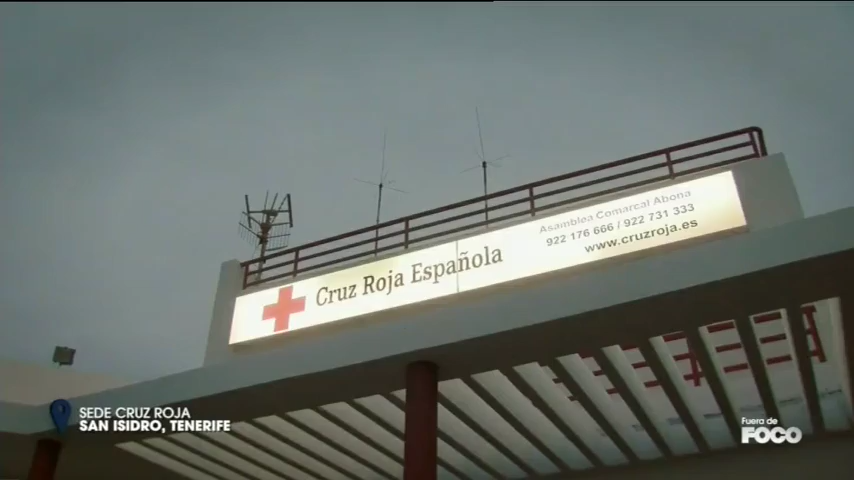 Asamblea Comarcal Abona
922 176 666 / 922 731 333
www.cruzroja.es
Cruz Roja Española
SEDE CRUZ ROJA
SAN ISIDRO, TENERIFE
Fuera de
FOCO